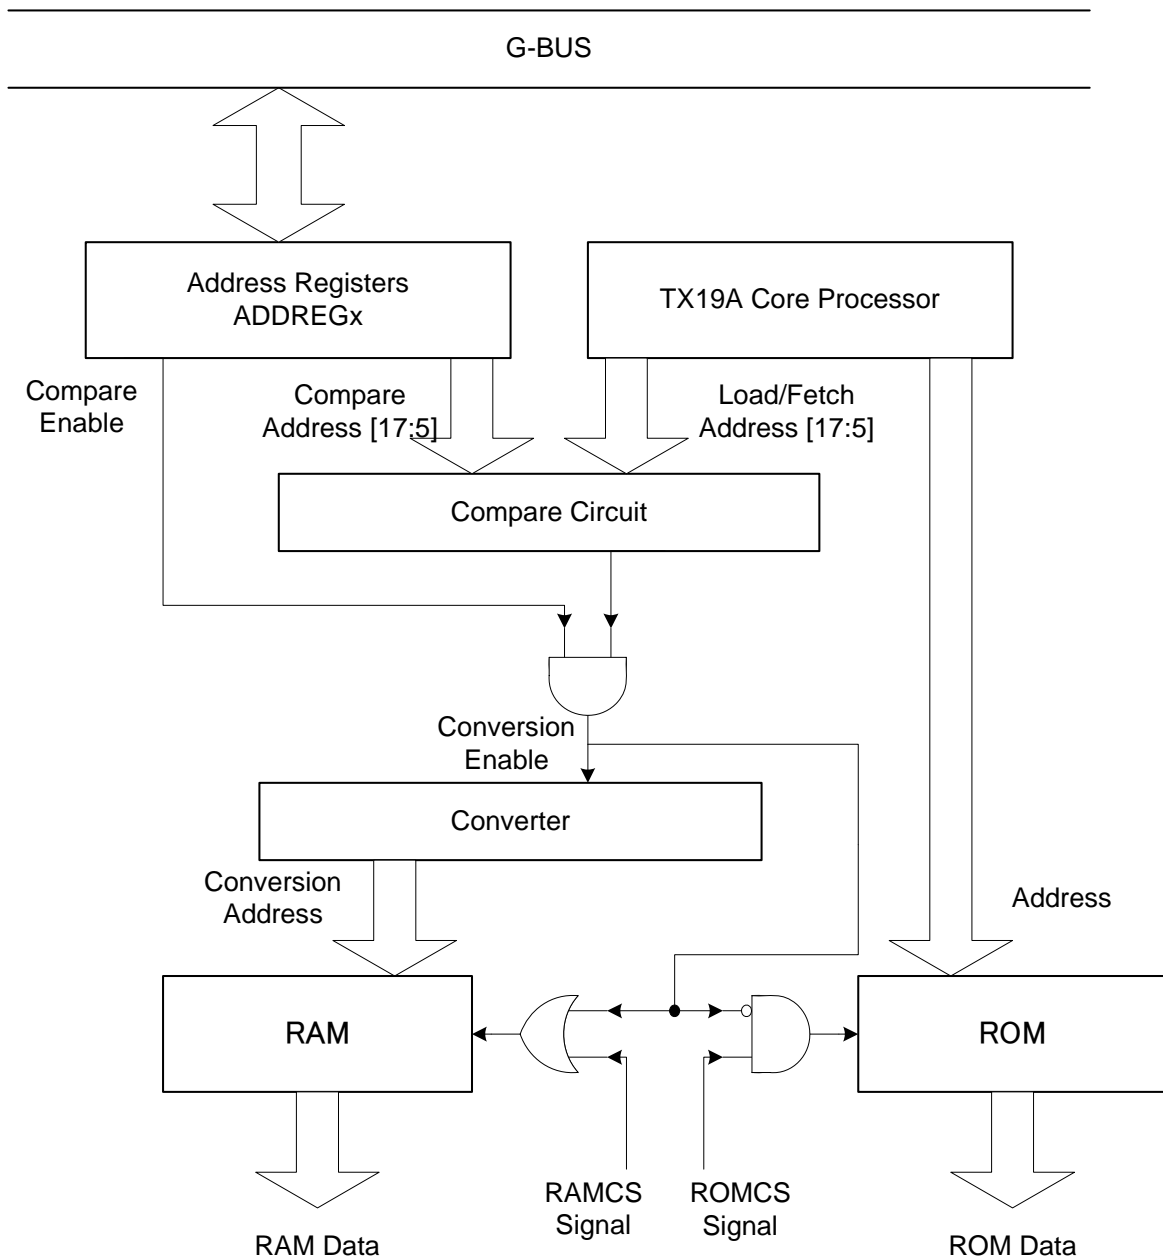 G-BUS
Address Registers
ADDREGx
TX19A Core Processor
Compare
Enable
Compare
Address [17:5]
Load/Fetch
Address [17:5]
Compare Circuit
Conversion
Enable
Converter
Conversion
Address
Address
RAM
ROM
RAMCS
Signal
ROMCS
Signal
RAM Data
ROM Data